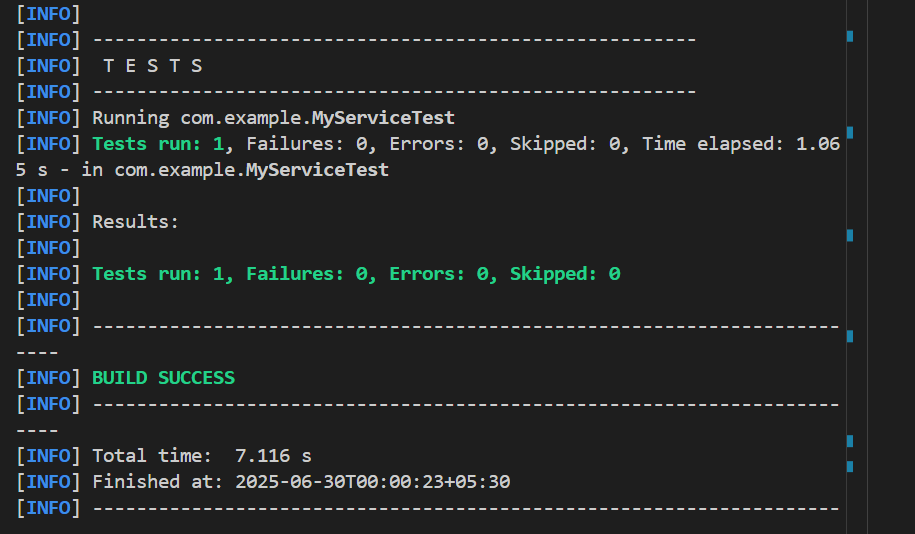 [INFO]
[INFO] -------------------------------------------------------
[INFO]  T E S T S
[INFO] -------------------------------------------------------
[INFO] Running com.example.MyServiceTest
[INFO] Tests run: 1, Failures: 0, Errors: 0, Skipped: 0, Time elapsed: 1.06
5 s - in com.example.MyServiceTest
[INFO]
[INFO] Results:
[INFO]
[INFO] Tests run: 1, Failures: 0, Errors: 0, Skipped: 0
[INFO]
[INFO] --------------------------------------------------------------------
----
[INFO] BUILD SUCCESS
[INFO] --------------------------------------------------------------------
----
[INFO] Total time:  7.116 s
[INFO] Finished at: 2025-06-30T00:00:23+05:30
[INFO] --------------------------------------------------------------------